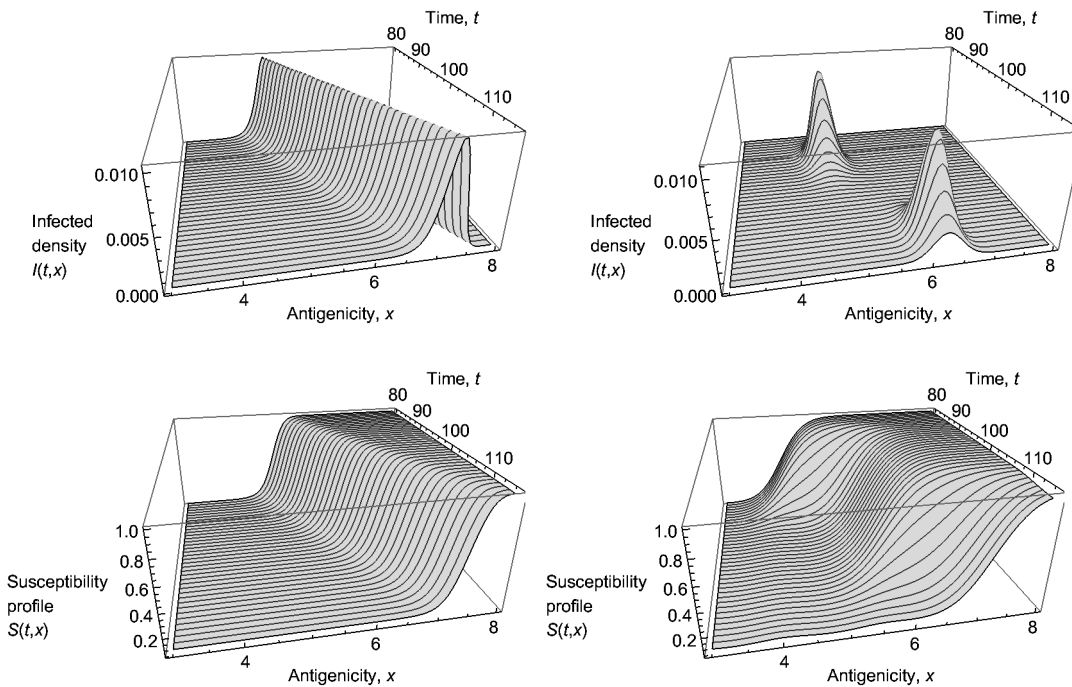 Time, t
80
90
100
110
0.010
Infected
density
I(t,x)
0.005
0.000
4
6
8
Antigenicity, x
Time, t
80
90
100
110
0.010
Infected
density
I(t,x)
0.005
0.000
4
6
8
Antigenicity, x
Time, t
80
90
100
110
1.0
0.8
Susceptibility
profile
S(t,x)
0.6
0.4
0.2
4
6
8
Antigenicity, x
Time, t
80
90
100
110
1.0
0.8
Susceptibility
profile
S(t,x)
0.6
0.4
0.2
4
6
8
Antigenicity, x